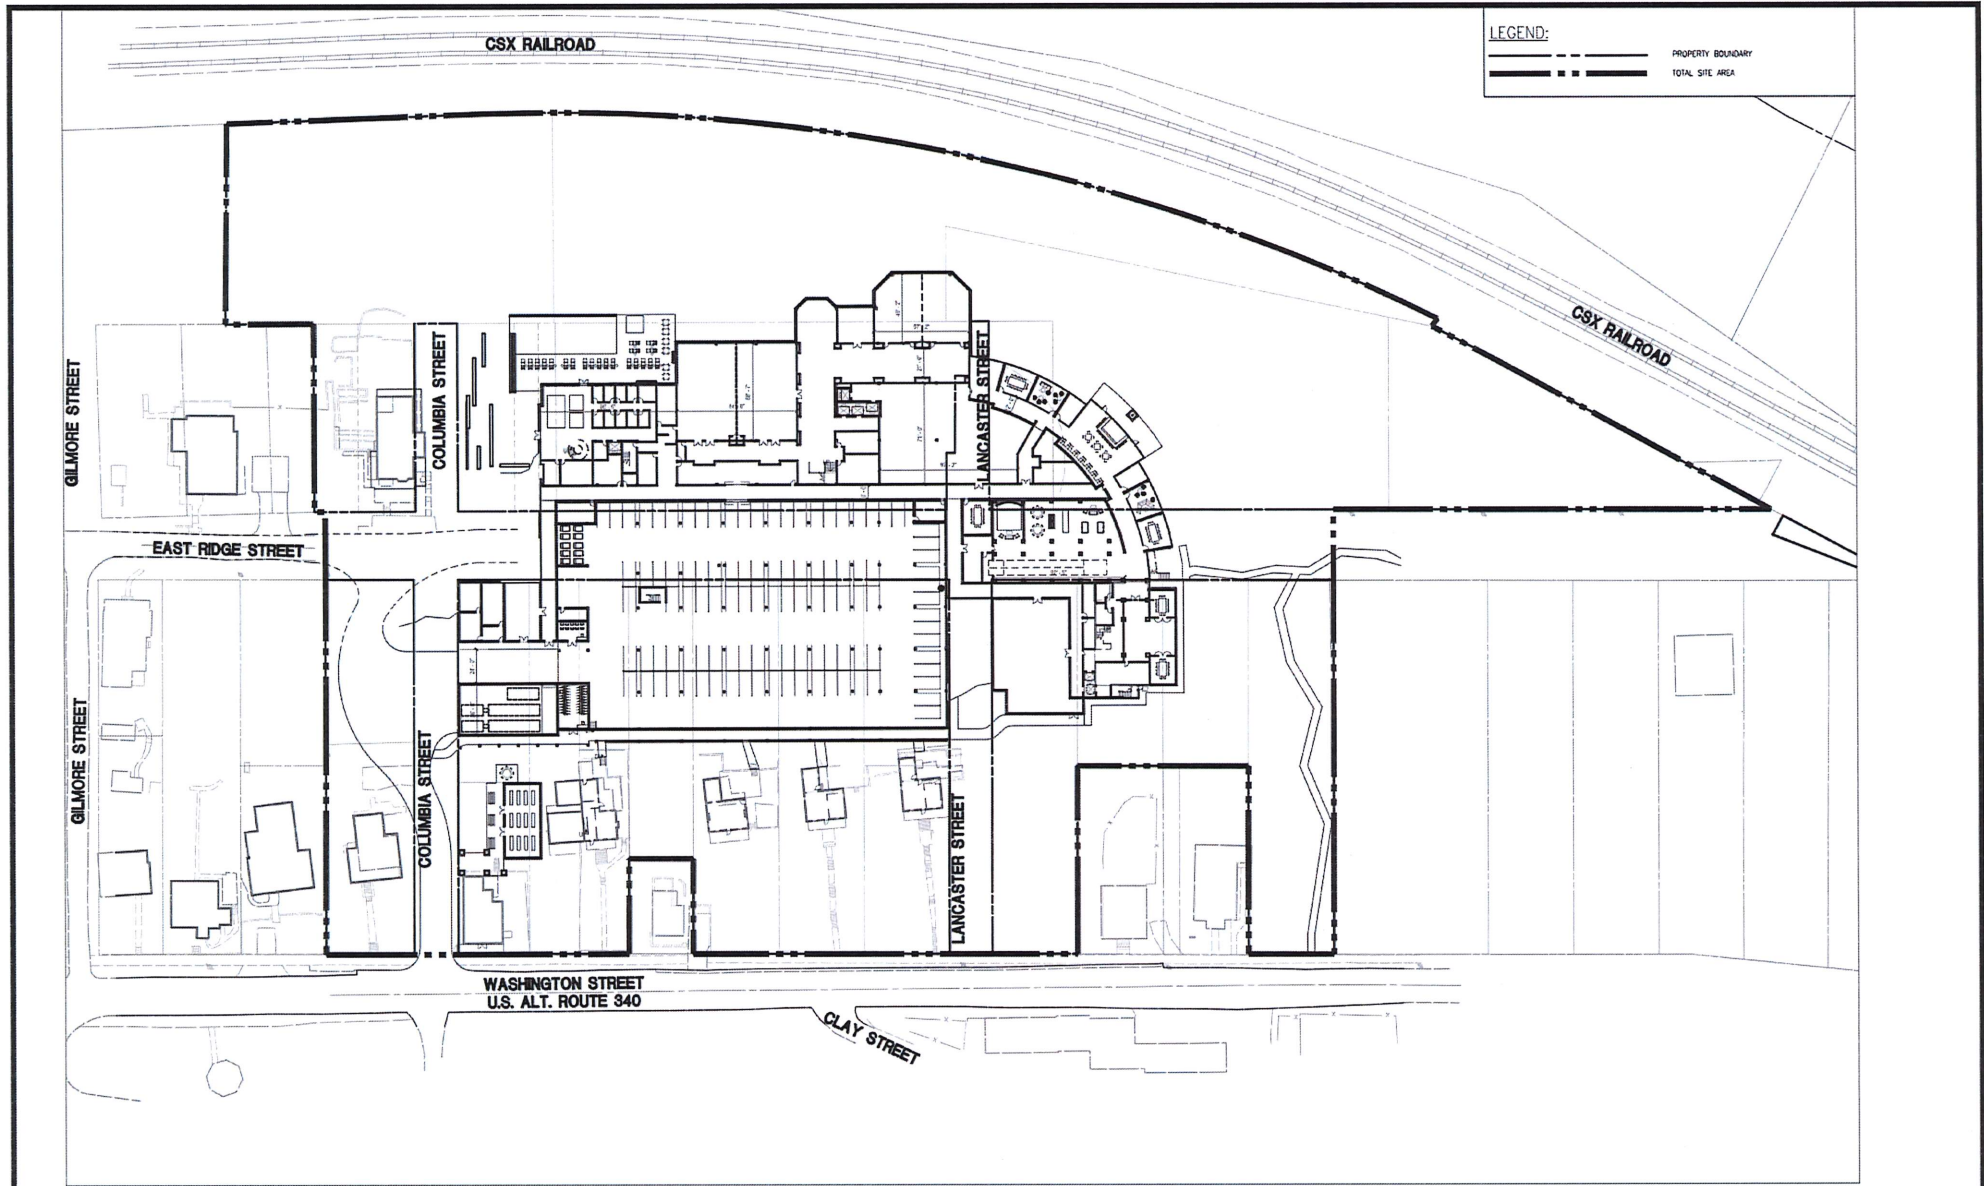 CSX RAILROAD
LEGEND:
PROPERTY BOUNDARY
TOTAL SITE AREA
CSX RAILROAD
GILMORE STREET
COLUMBIA STREET
LANCASTER STREET
EAST RIDGE STREET
GILMORE STREET
COLUMBIA STREET
LANCASTER STREET
WASHINGTON STREET
U.S. ALT. ROUTE 340
CLAY STREET